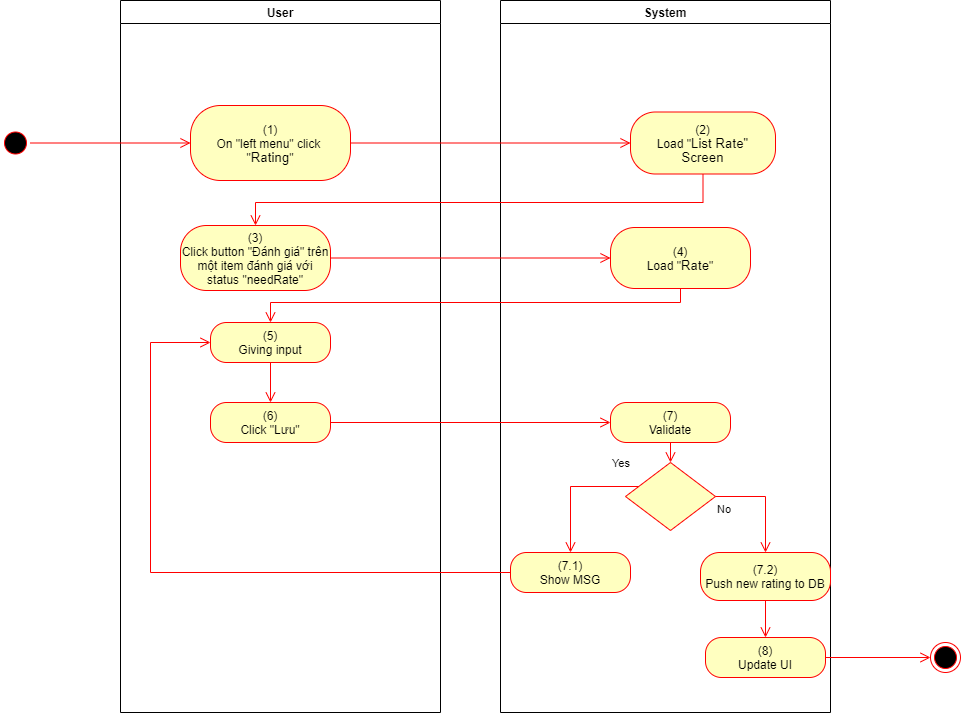 User
System
(1)
On "left menu" click
"Rating"
(2)
Load "List Rate"
Screen
(3)
Click button "Đánh giá" trên
một item đánh giá với
status "needRate"
(4)
Load "Rate"
(5)
Giving input
(6)
Click "Lưu"
(7)
Validate
Yes
No
(7.1)
Show MSG
(7.2)
Push new rating to DB
(8)
Update UI